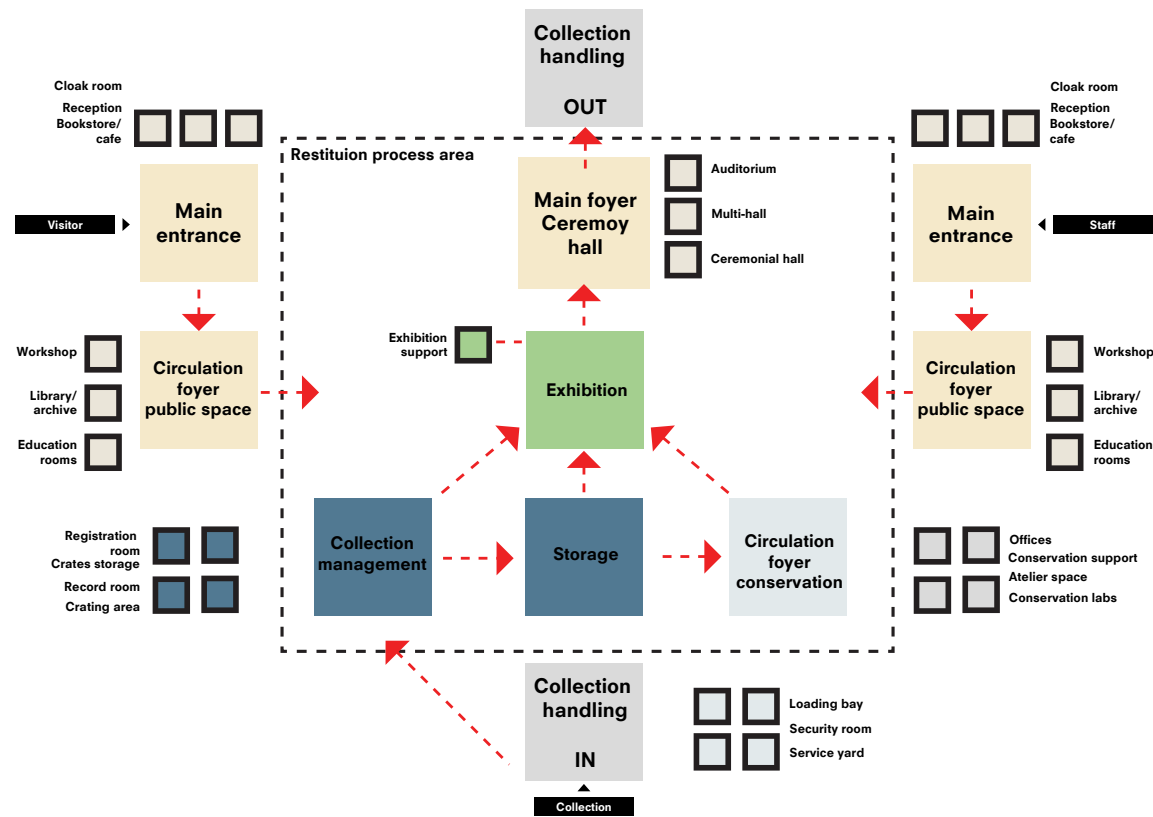 Collection
handling
OUT
Cloak room
Reception
Bookstore/
cafe
Cloak room
Reception
Bookstore/
cafe
Restituion process area
Main
entrance
Visitor
Main foyer
Ceremoy
hall
Auditorium
Multi-hall
Ceremonial hall
Main
entrance
Staff
Workshop
Library/
archive
Education
rooms
Circulation
foyer
public space
Exhibition
support
Exhibition
Circulation
foyer
public space
Workshop
Library/
archive
Education
rooms
Registration
room
Crates storage
Record room
Crating area
Collection
management
Storage
Circulation
foyer
conservation
Offices
Conservation support
Atelier space
Conservation labs
Collection
handling
IN
Loading bay
Security room
Service yard
Collection